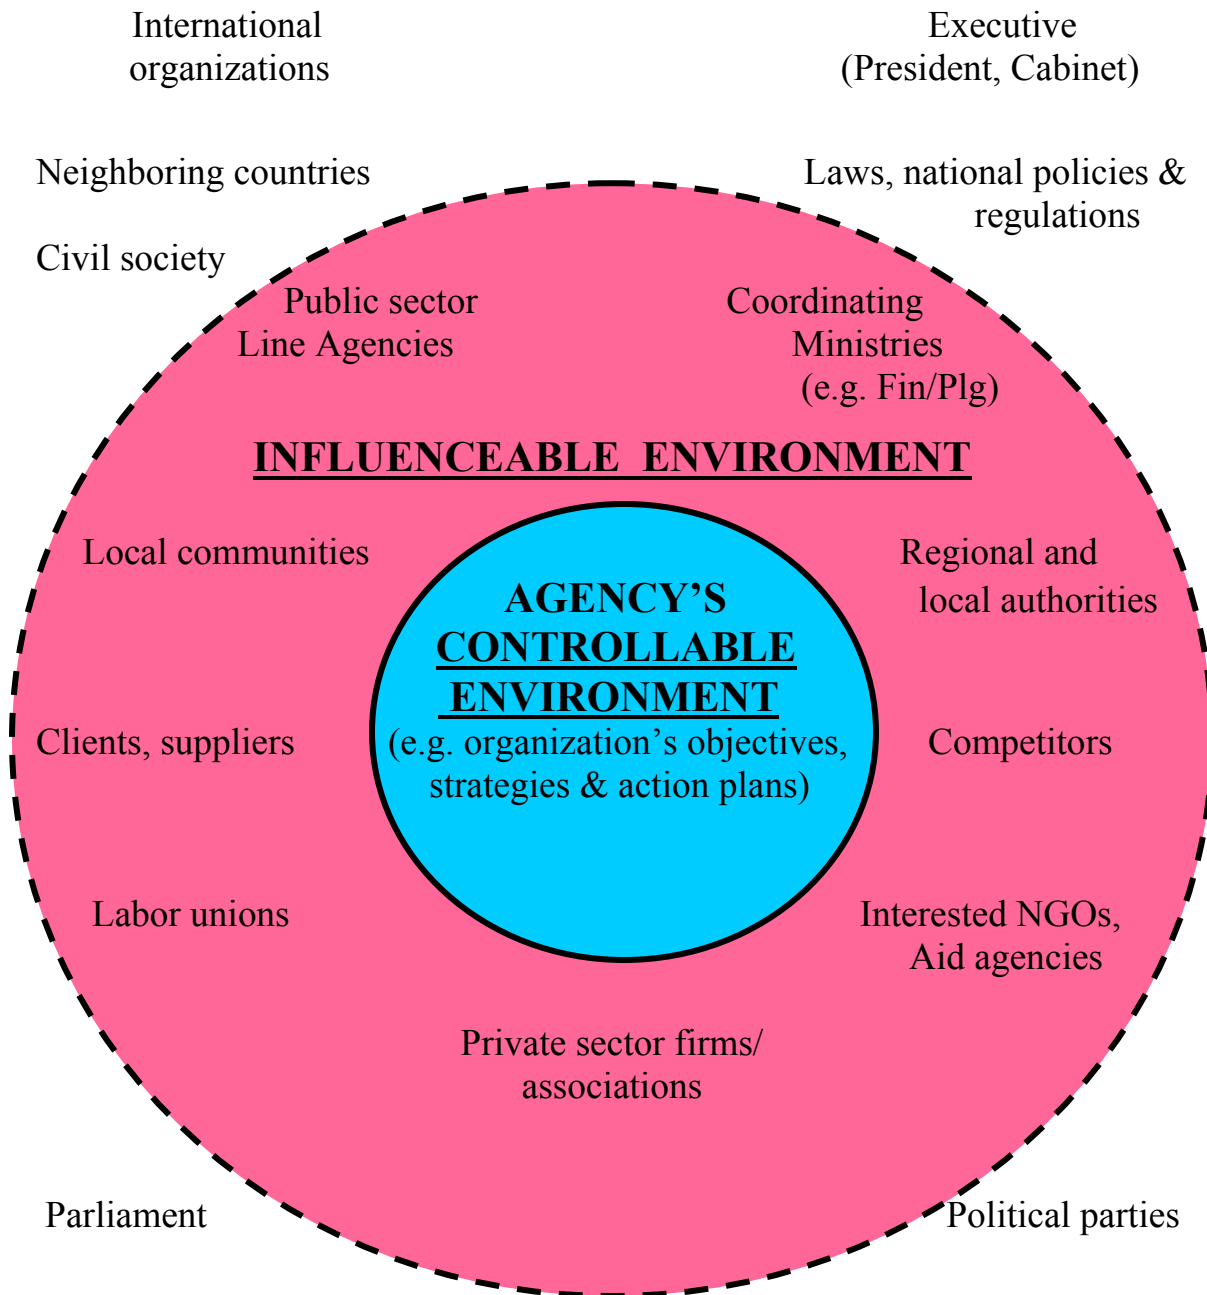 International
organizations
Executive
(President, Cabinet)
Neighboring countries
Laws, national policies &
regulations
Civil society
Public sector
Line Agencies
Coordinating
Ministries
(e.g. Fin/Plg)
INFLUENCEABLE ENVIRONMENT
Local communities
Regional and
local authorities
AGENCY’S
CONTROLLABLE
ENVIRONMENT
(e.g. organization’s objectives,
strategies & action plans)
Clients, suppliers
Competitors
Labor unions
Interested NGOs,
Aid agencies
Private sector firms/
associations
Parliament
Political parties